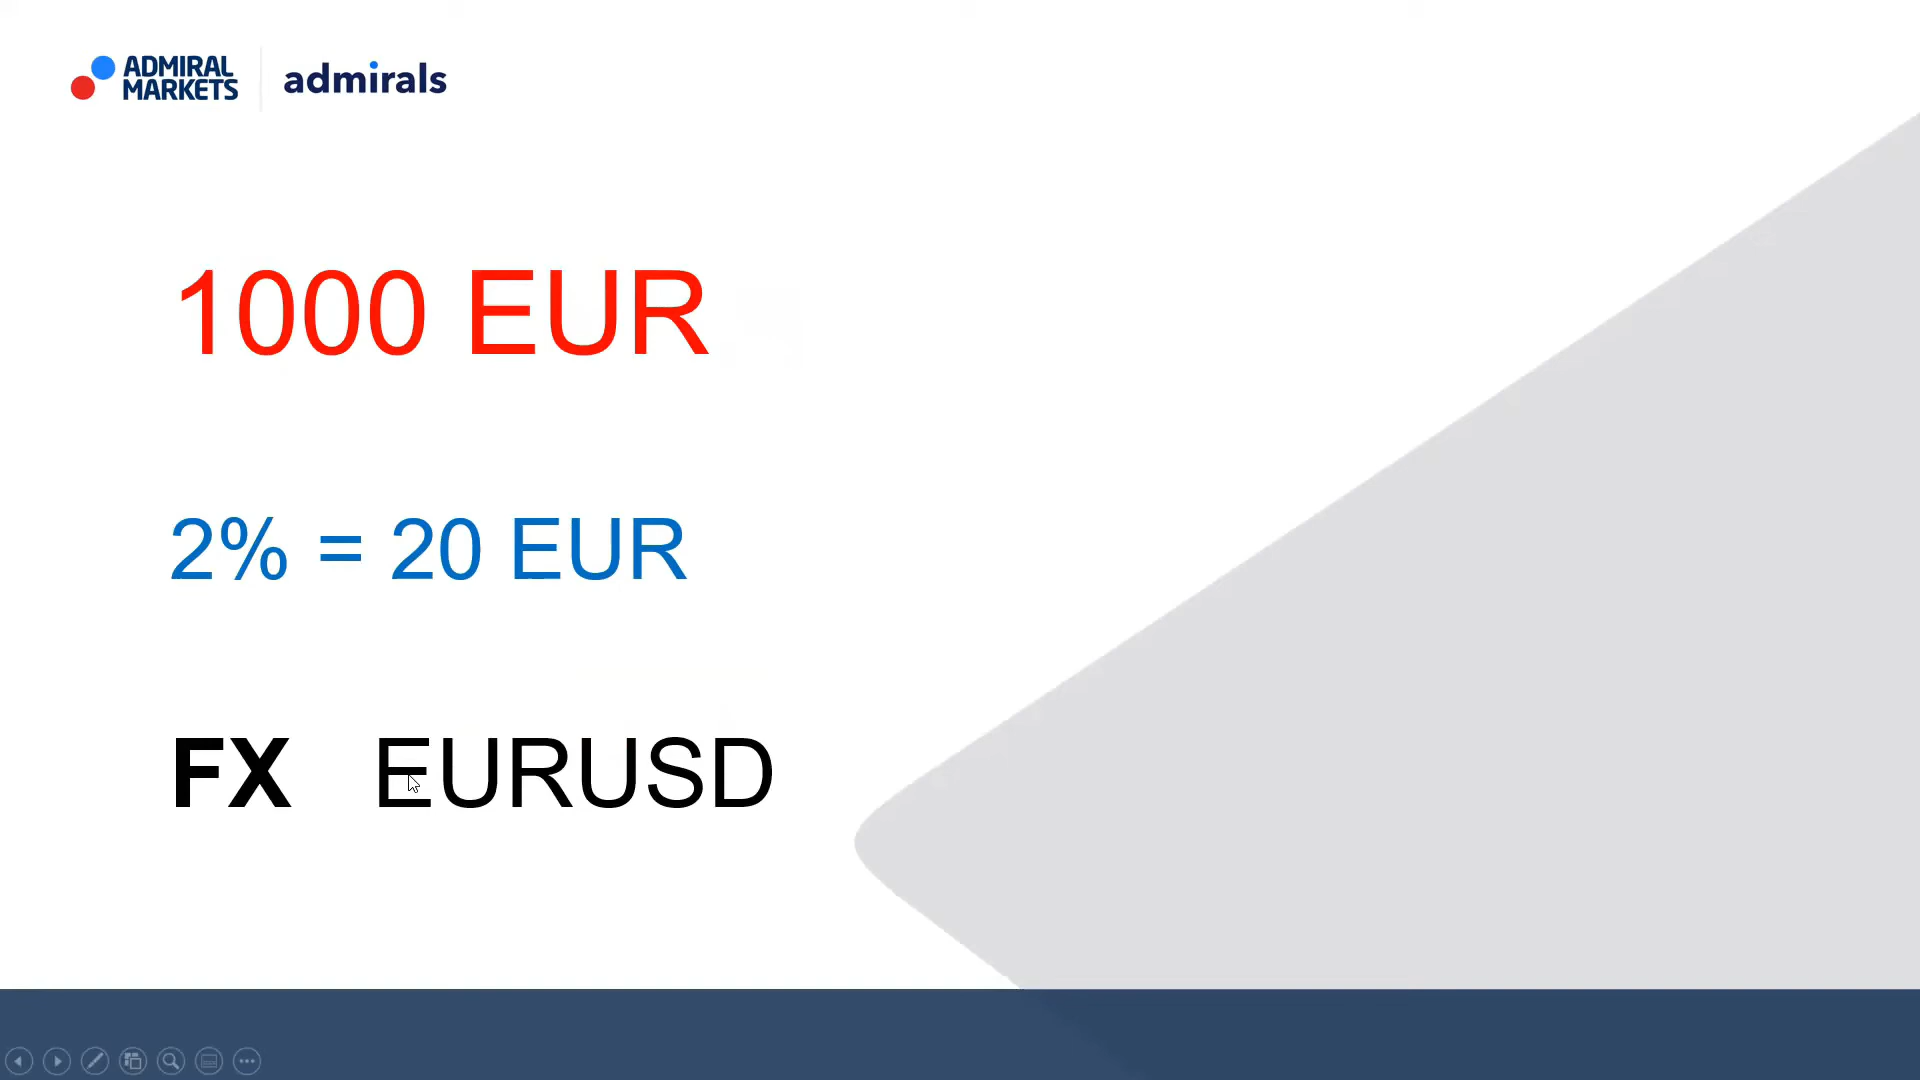 ADMIRAL
MARKETS
admirals
1000 EUR
2% = 20 EUR
FX EURUSD